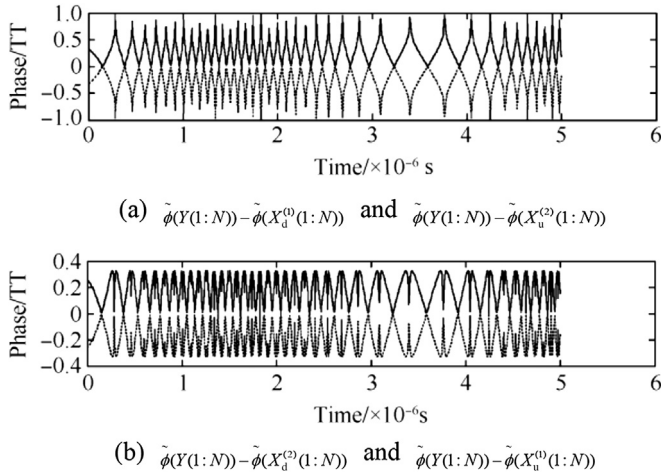 1.0
0.5
0
−0.5
1.0
Phase/TT
0 1 2 3 4 5 6
Time/×10⁻⁶ s
(a) φ̃(Y(1:N))−φ̃(X_d^(1)(1:N)) and φ̃(Y(1:N))−φ̃(X_u^(2)(1:N))
0.4
0.2
0
−0.2
−0.4
Phase/TT
0 1 2 3 4 5 6
Time/×10⁻⁶s
(b) φ̃(Y(1:N))−φ̃(X_d^(2)(1:N)) and φ̃(Y(1:N))−φ̃(X_u^(1)(1:N))